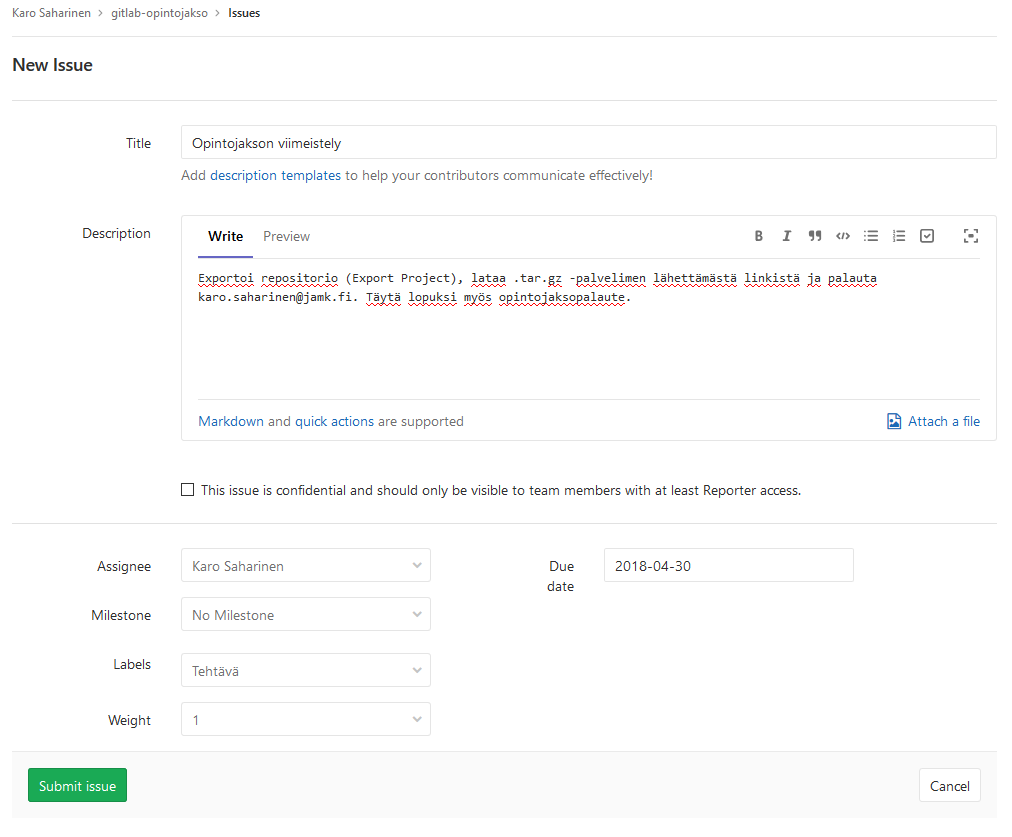 Karo Saharinen > gitlab-opintojakso > Issues
New Issue
Title
Opintojakson viimeistely
Add description templates to help your contributors communicate effectively!
Description
Write Preview
Exportoi repositorio (Export Project), lataa .tar.gz -palvelimen lähettämästä linkistä ja palauta
karo.saharinen@jamk.fi. Täytä lopuksi myös opintojaksopalaute.
Markdown and quick actions are supported
Attach a file
This issue is confidential and should only be visible to team members with at least Reporter access.
Assignee
Karo Saharinen
Due
date
2018-04-30
Milestone
No Milestone
Labels
Tehtävä
Weight
1
Submit issue
Cancel